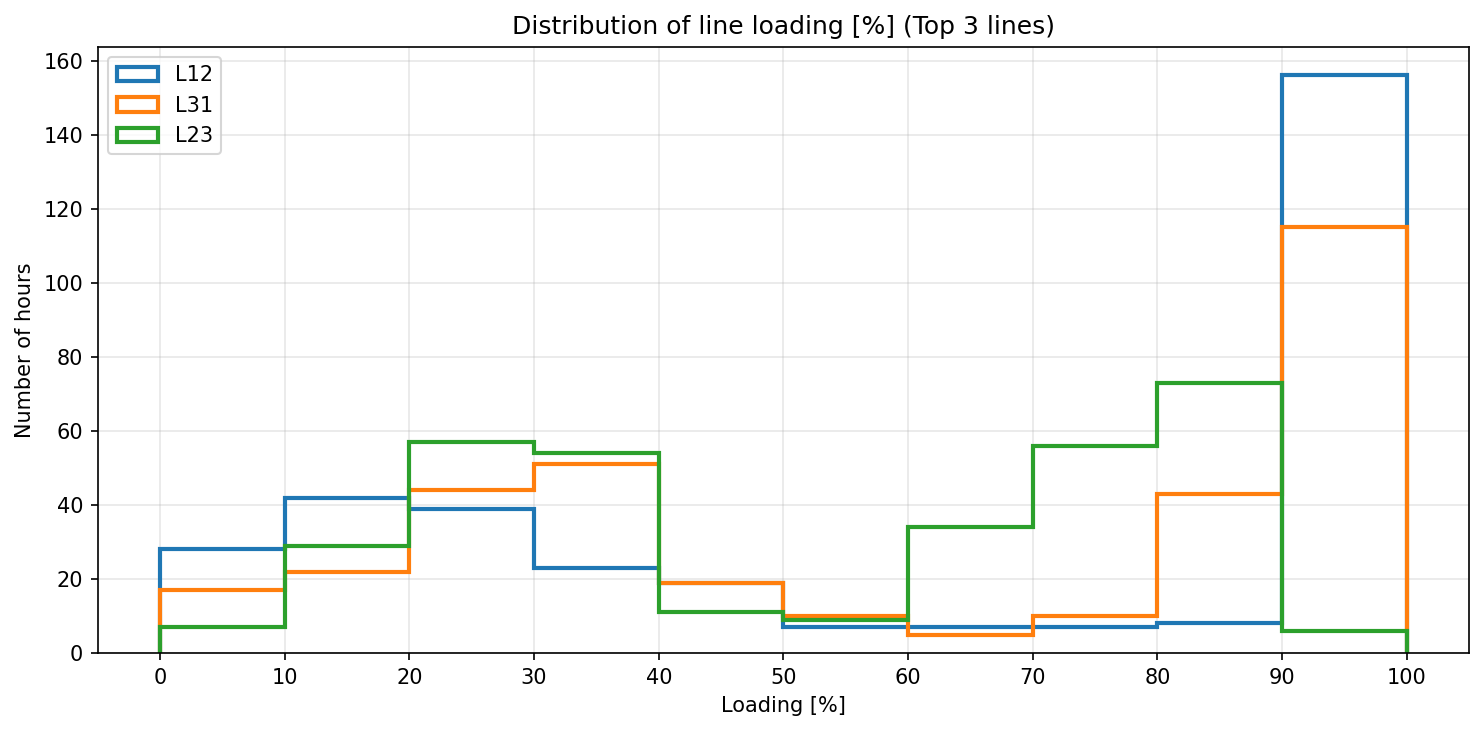 Distribution of line loading [%] (Top 3 lines)
L12
L31
L23
Number of hours
160
140
120
100
80
60
40
20
0
0 10 20 30 40 50 60 70 80 90 100
Loading [%]